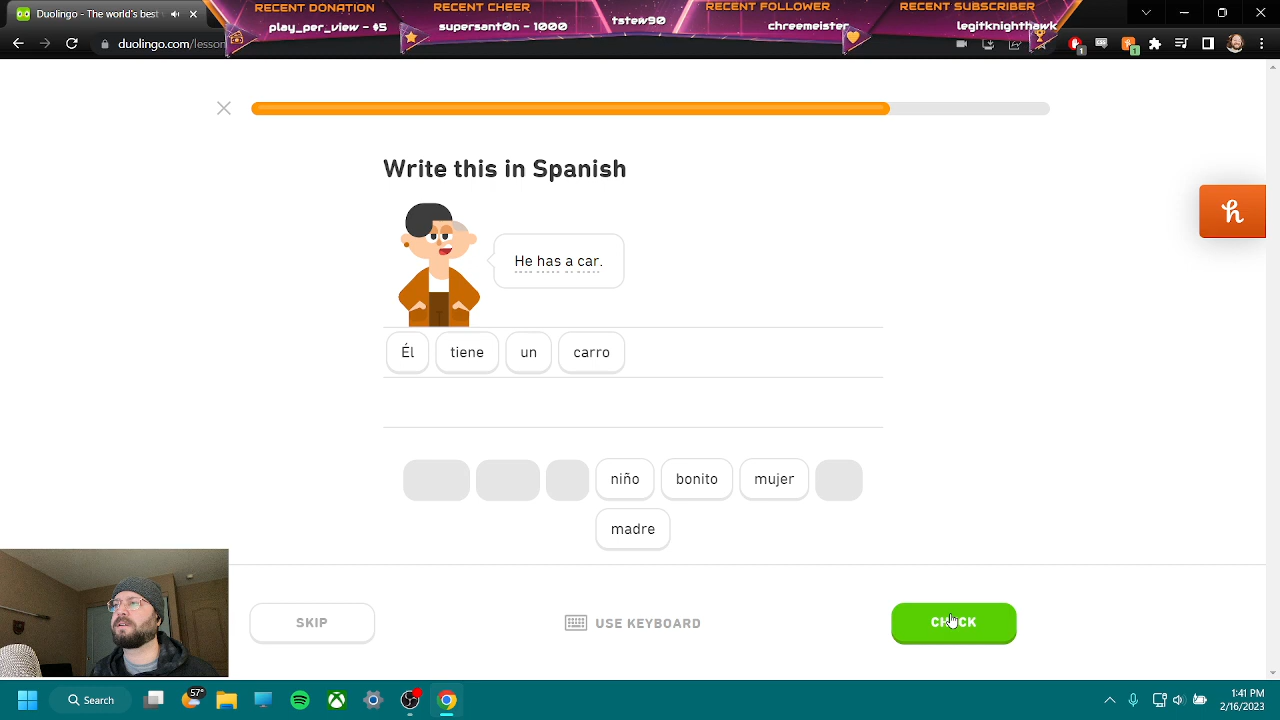 RECENT DONATION
play_per_view - $5
RECENT CHEER
supersant0n - 1000
tstew90
RECENT FOLLOWER
chreemeister
RECENT SUBSCRIBER
legitknighthawk
Duolingo - The world's best
duolingo.com/lesson
Write this in Spanish
He has a car.
Él tiene un carro
niño bonito mujer
madre
SKIP
USE KEYBOARD
CHECK
Search
57
1:41 PM
2/16/2023